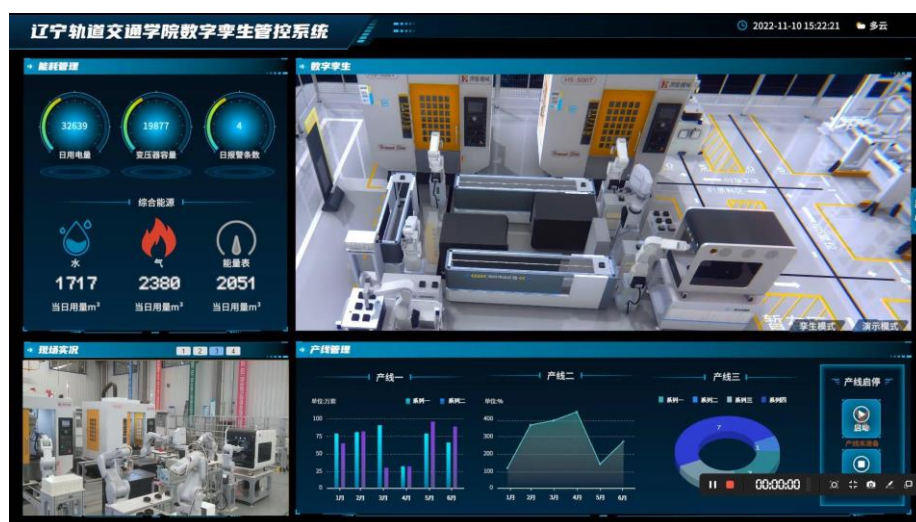 辽宁轨道交通学院数字孪生管控系统
2022-11-10 15:22:21
多云
能耗管理
32639
19877
4
日用电量
变压器容量
日报警条数
综合能源
水
气
能量表
1717
2380
2051
当日用量m³
当日用量m³
当日用量m³
数字孪生
HS-500T
孪生模式
演示模式
现场实况
1 2 3 4
产线管理
产线一
单位:万套
系列一
系列二
100
75
50
25
0
1月 2月 3月 4月 5月 6月
产线二
单位:%
400
300
200
100
0
1月 2月 3月 4月 5月 6月
产线三
系列一
系列二
系列三
系列四
7
1
产线启停
启动
产线未准备
00:00:00